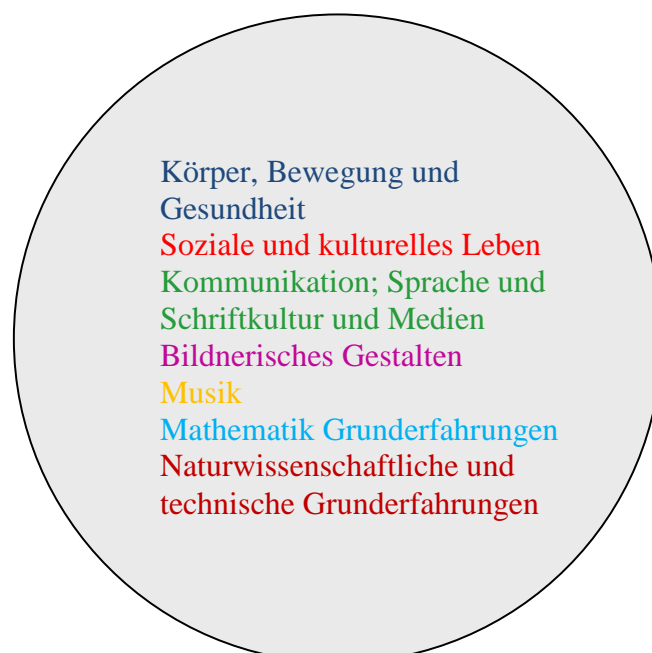 Körper, Bewegung und
Gesundheit
Soziale und kulturelles Leben
Kommunikation; Sprache und
Schriftkultur und Medien
Bildnerisches Gestalten
Musik
Mathematik Grunderfahrungen
Naturwissenschaftliche und
technische Grunderfahrungen